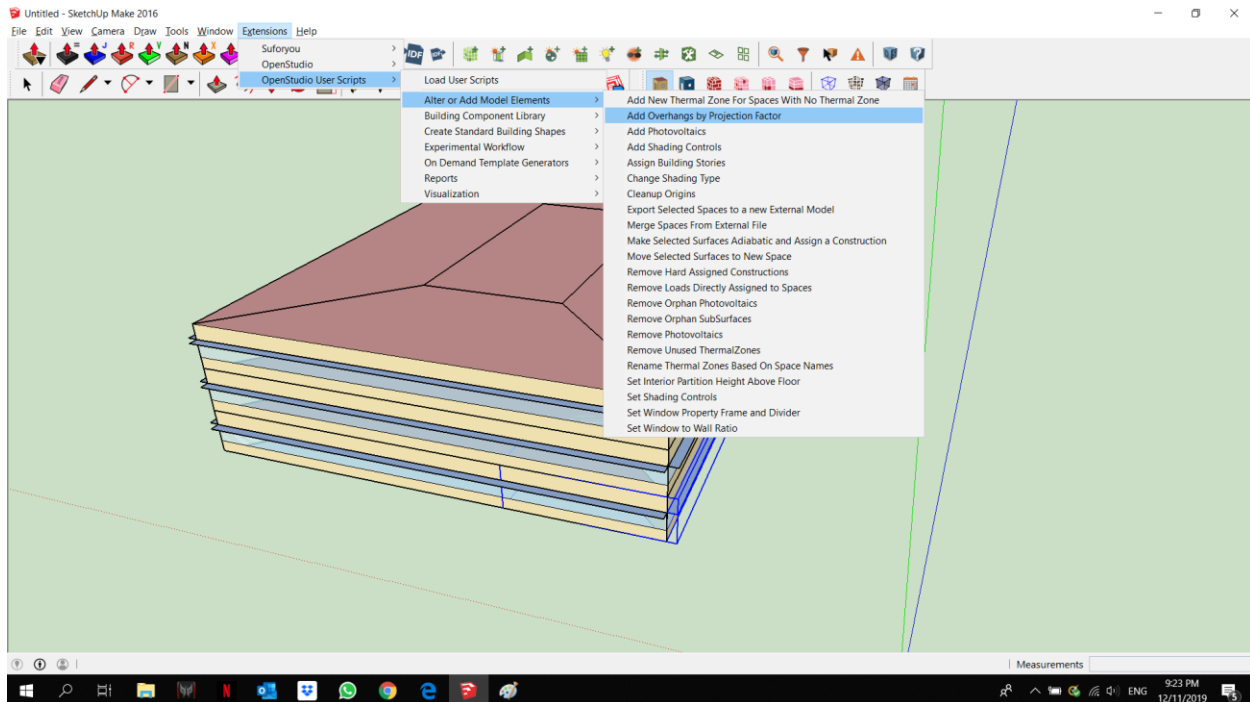 Untitled - SketchUp Make 2016
File Edit View Camera Draw Tools Window Extensions Help
Suforyou
OpenStudio
OpenStudio User Scripts
Load User Scripts
Alter or Add Model Elements
Building Component Library
Create Standard Building Shapes
Experimental Workflow
On Demand Template Generators
Reports
Visualization
Add New Thermal Zone For Spaces With No Thermal Zone
Add Overhangs by Projection Factor
Add Photovoltaics
Add Shading Controls
Assign Building Stories
Change Shading Type
Cleanup Origins
Export Selected Spaces to a new External Model
Merge Spaces From External File
Make Selected Surfaces Adiabatic and Assign a Construction
Move Selected Surfaces to New Space
Remove Hard Assigned Constructions
Remove Loads Directly Assigned to Spaces
Remove Orphan Photovoltaics
Remove Orphan SubSurfaces
Remove Photovoltaics
Remove Unused ThermalZones
Rename Thermal Zones Based On Space Names
Set Interior Partition Height Above Floor
Set Shading Controls
Set Window Property Frame and Divider
Set Window to Wall Ratio
Measurements
ENG
9:23 PM
12/11/2019